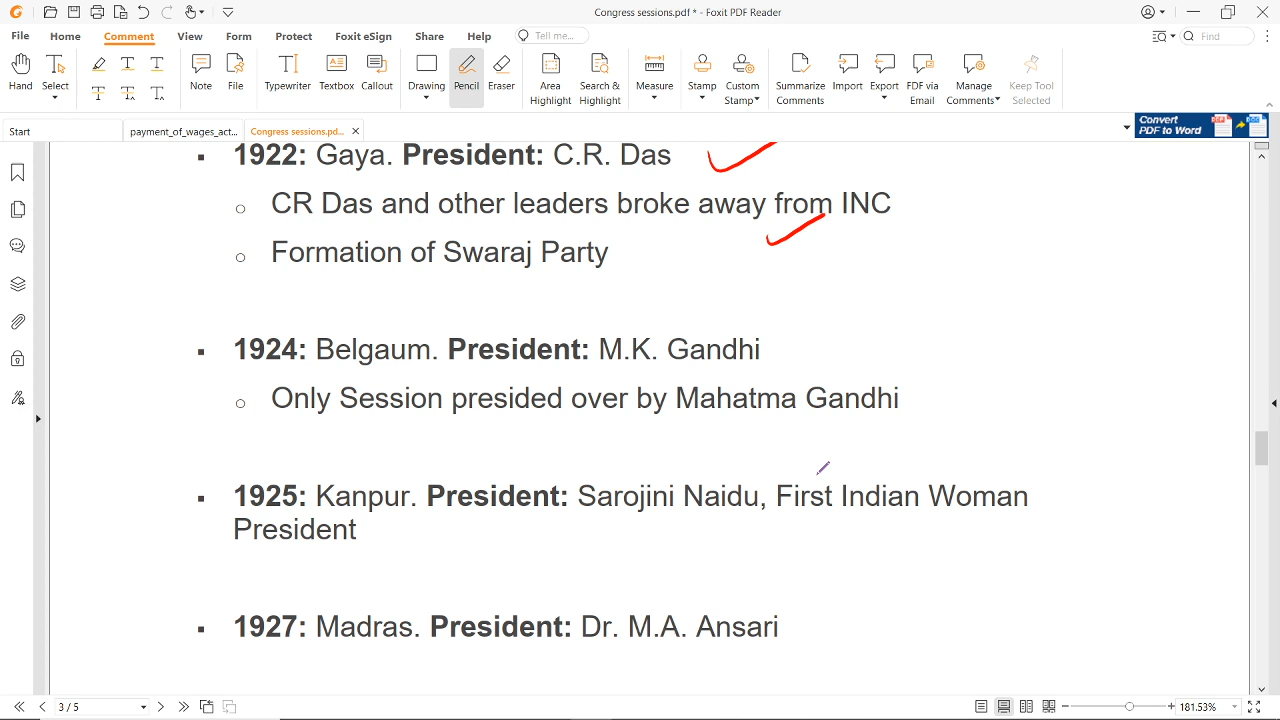 Congress sessions.pdf * - Foxit PDF Reader
File Home Comment View Form Protect Foxit eSign Share Help Tell me... Find
Hand Select Note File Typewriter Textbox Callout Drawing Pencil Eraser Area Highlight Search & Highlight Measure Stamp Custom Stamp Summarize Comments Import Export PDF via Email Manage Comments Keep Tool Selected
Start payment_of_wages_act... Congress sessions.pd... Convert PDF to Word
▪ 1922: Gaya. President: C.R. Das
o CR Das and other leaders broke away from INC
o Formation of Swaraj Party
▪ 1924: Belgaum. President: M.K. Gandhi
o Only Session presided over by Mahatma Gandhi
▪ 1925: Kanpur. President: Sarojini Naidu, First Indian Woman
President
▪ 1927: Madras. President: Dr. M.A. Ansari
3 / 5 181.53%